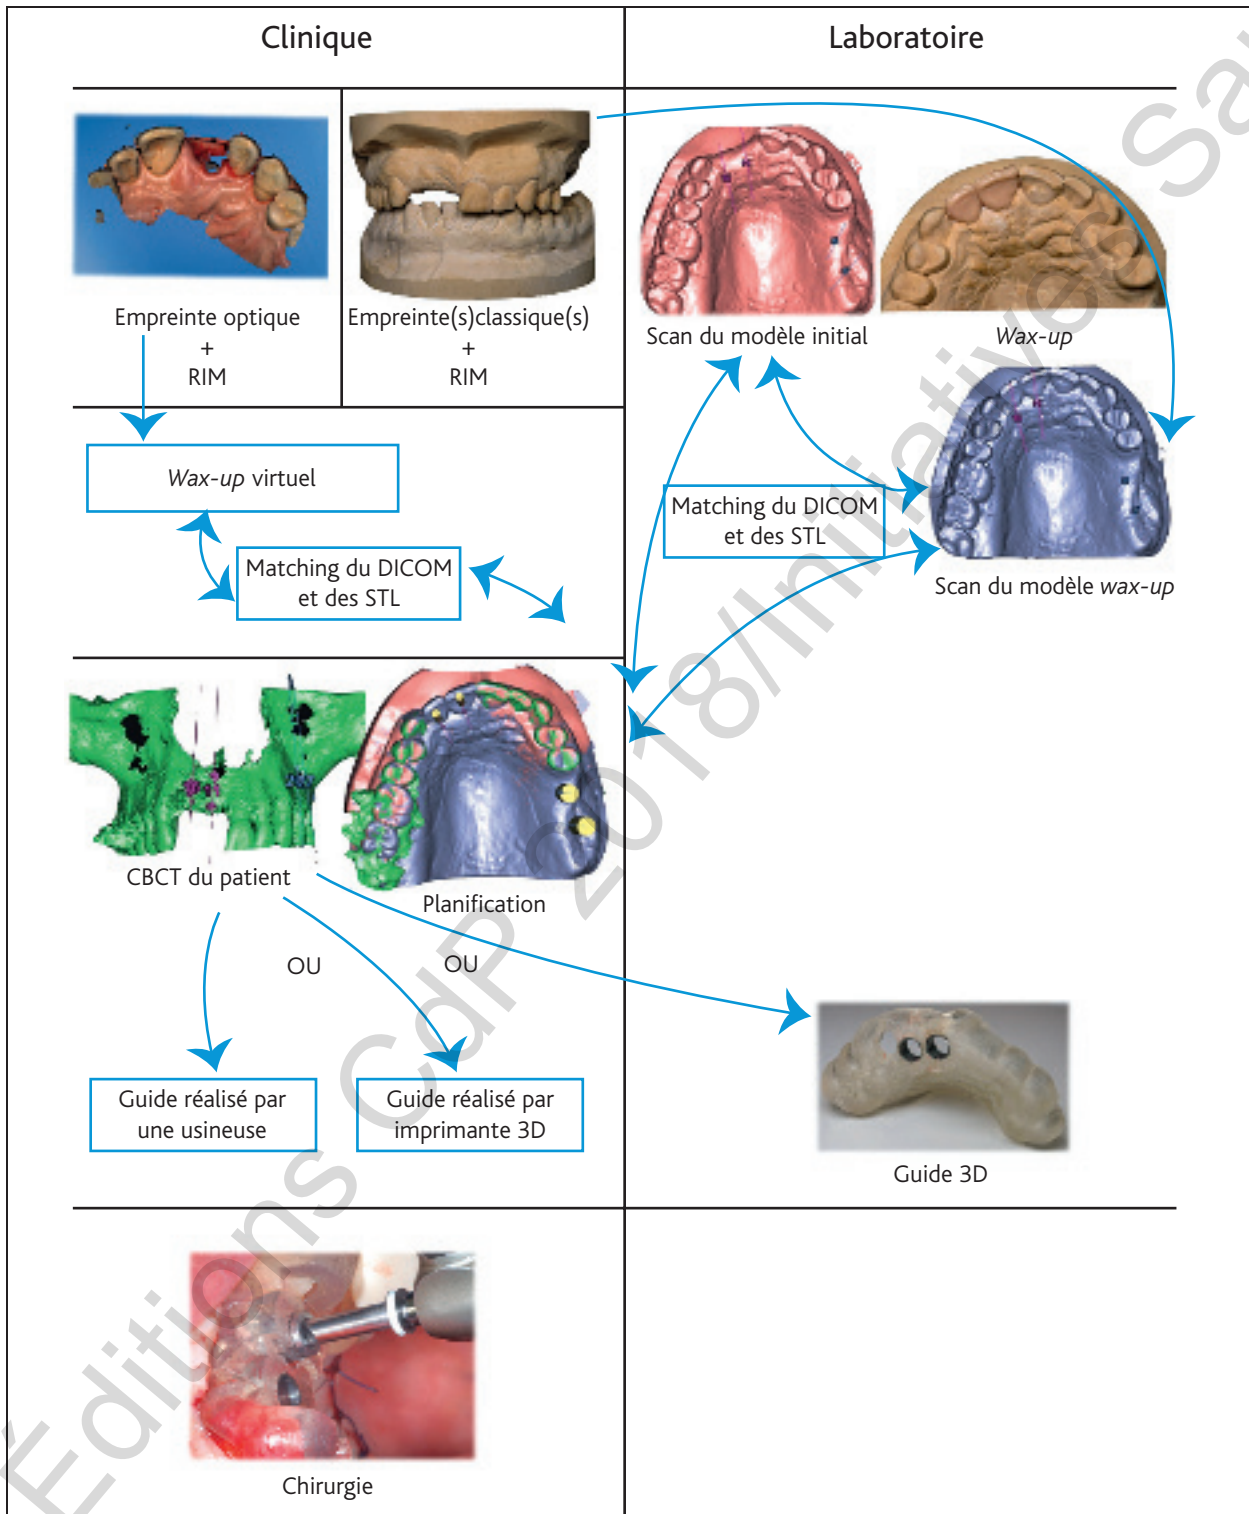 Clinique
Laboratoire
Empreinte optique
+
RIM
Empreinte(s)classique(s)
+
RIM
Scan du modèle initial
Wax-up
Wax-up virtuel
Matching du DICOM
et des STL
Matching du DICOM
et des STL
Scan du modèle wax-up
CBCT du patient
Planification
OU
OU
Guide réalisé par
une usineuse
Guide réalisé par
imprimante 3D
Guide 3D
Chirurgie
Éditions CdP 2018/Initiatives